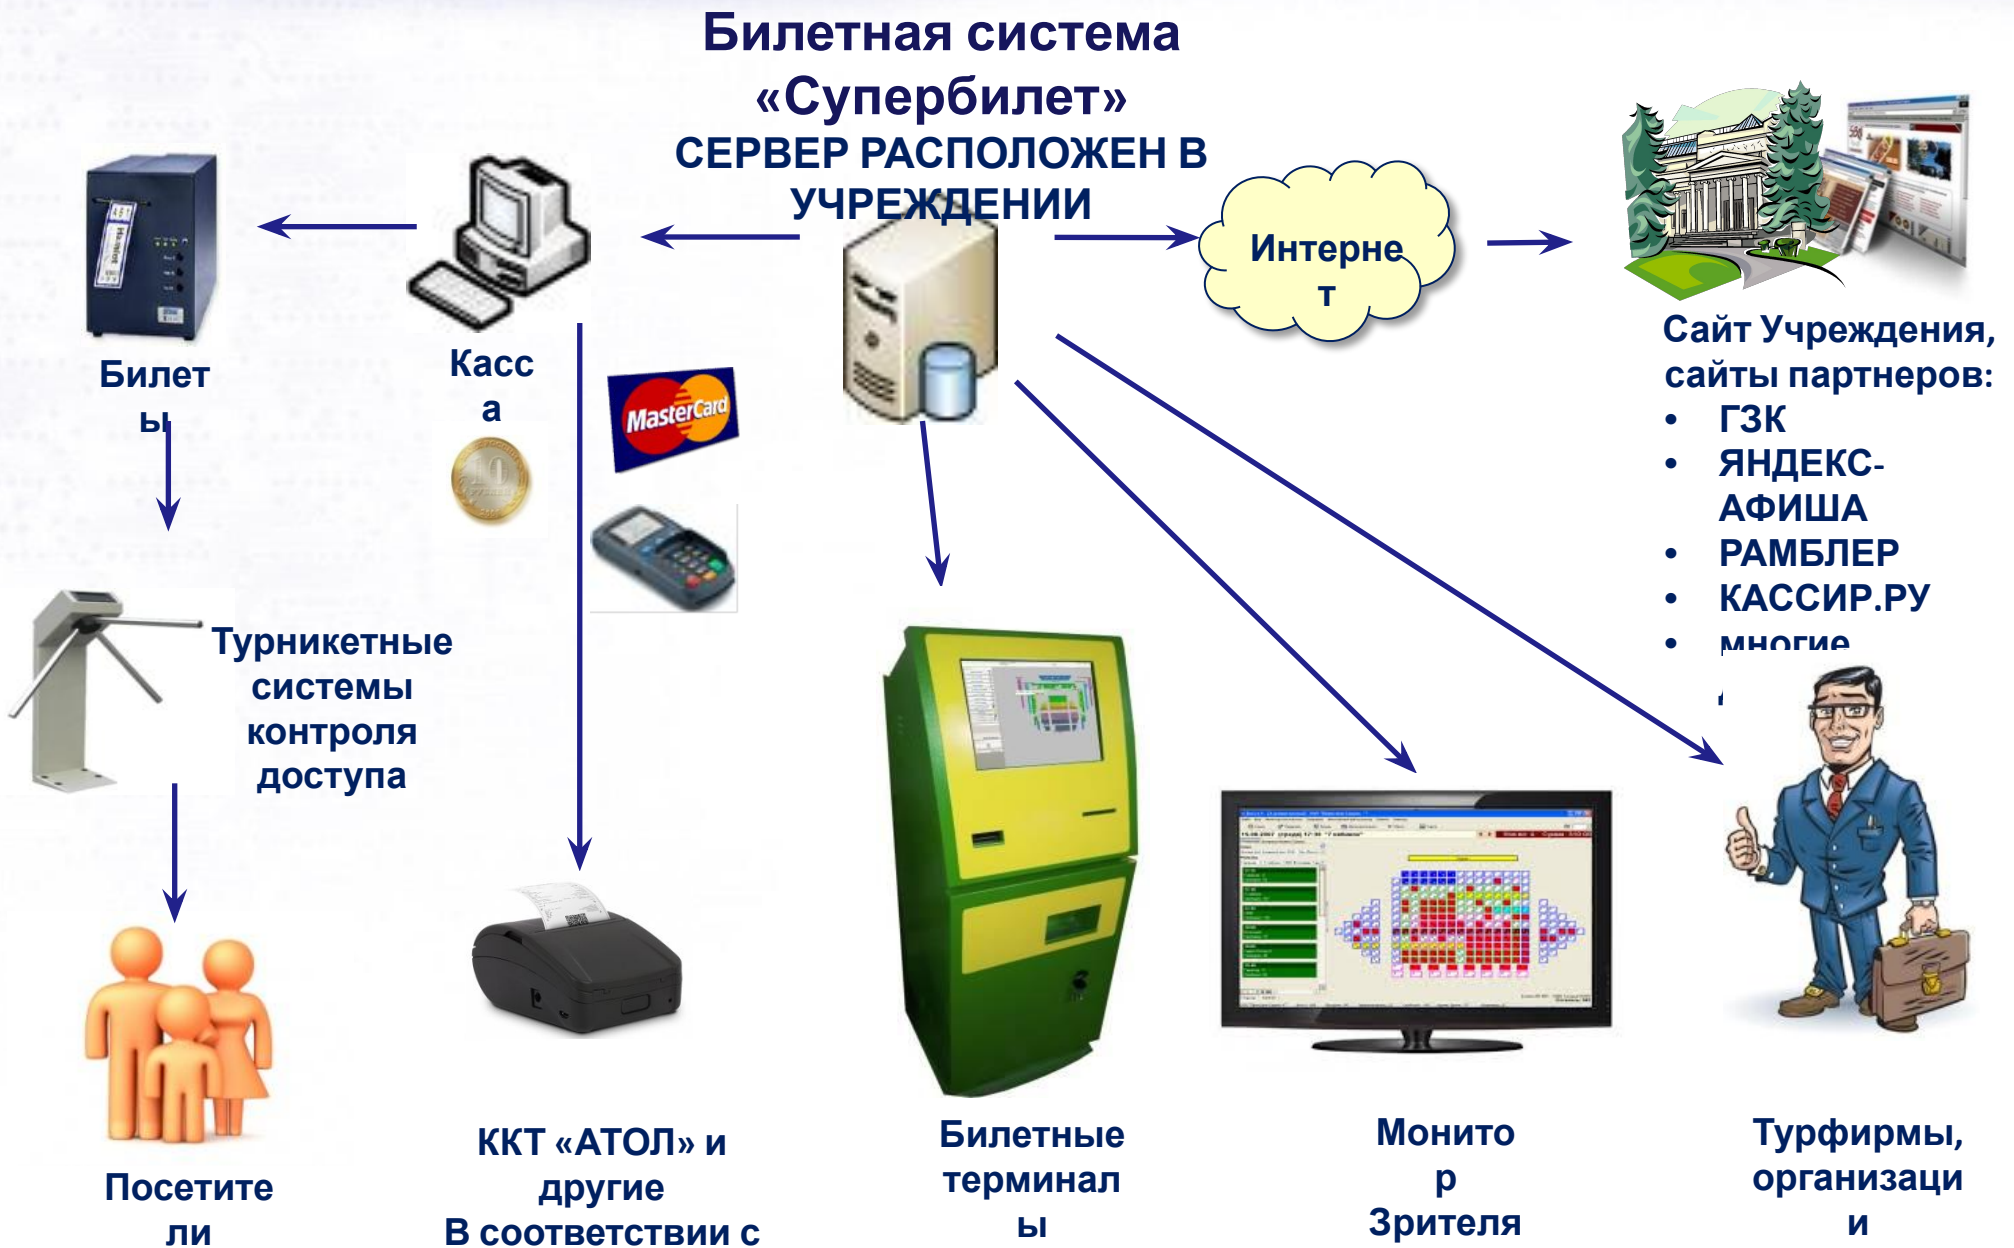 Билетная система
«Супербилет»
СЕРВЕР РАСПОЛОЖЕН В
УЧРЕЖДЕНИИ
Интерне
т
Билет
ы
Касс
а
MasterCard
Сайт Учреждения,
сайты партнеров:
• ГЗК
• ЯНДЕКС-
АФИША
• РАМБЛЕР
• КАССИР.РУ
• многие
Турникетные
системы
контроля
доступа
Посетите
ли
ККТ «АТОЛ» и
другие
В соответствии с
Билетные
терминал
ы
Монито
р
Зрителя
Турфирмы,
организаци
и